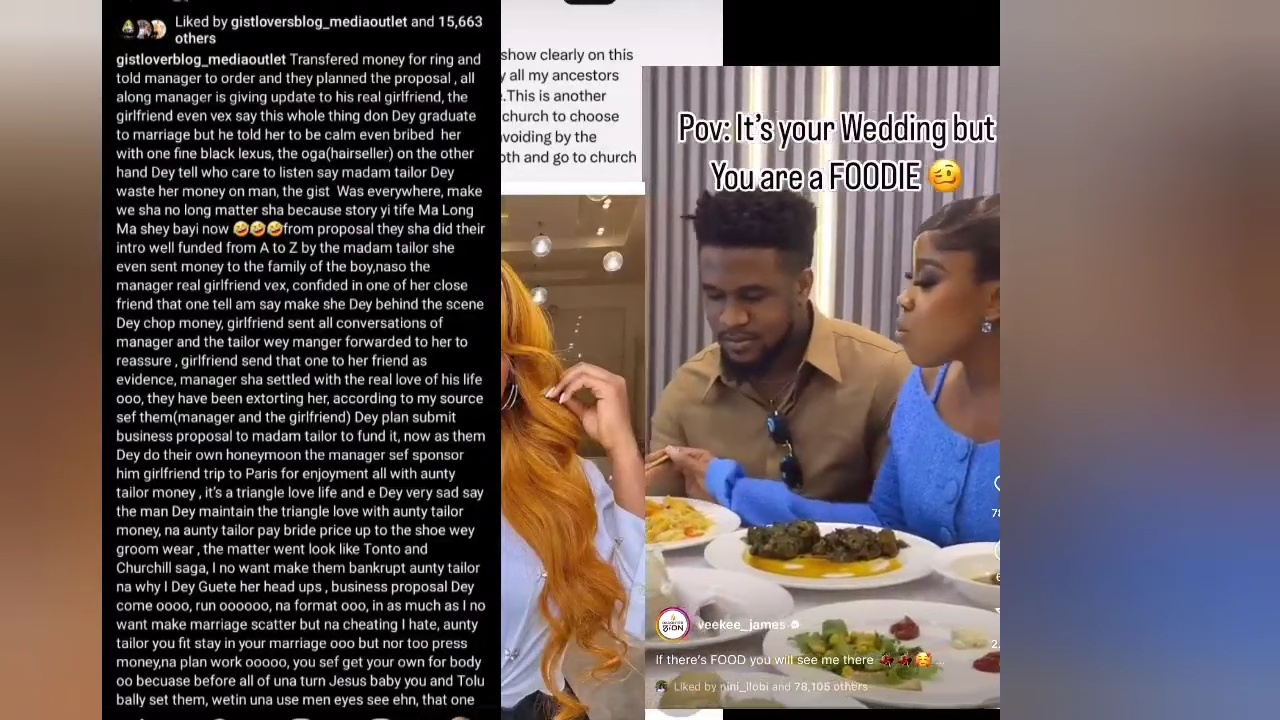 Liked by gistloversblog_mediaoutlet and 15,663
others
gistloverblog_mediaoutlet Transfered money for ring and
told manager to order and they planned the proposal , all
along manager is giving update to his real girlfriend, the
girlfriend even vex say this whole thing don Dey graduate
to marriage but he told her to be calm even bribed her
with one fine black lexus, the oga(hairseller) on the other
hand Dey tell who care to listen say madam tailor Dey
waste her money on man, the gist Was everywhere, make
we sha no long matter sha because story yi tife Ma Long
Ma shey bayi now 🤣🤣🤣from proposal they sha did their
intro well funded from A to Z by the madam tailor she
even sent money to the family of the boy,naso the
manager real girlfriend vex, confided in one of her close
friend that one tell am say make she Dey behind the scene
Dey chop money, girlfriend sent all conversations of
manager and the tailor wey manger forwarded to her to
reassure , girlfriend send that one to her friend as
evidence, manager sha settled with the real love of his life
ooo, they have been extorting her, according to my source
sef them(manager and the girlfriend) Dey plan submit
business proposal to madam tailor to fund it, now as them
Dey do their own honeymoon the manager sef sponsor
him girlfriend trip to Paris for enjoyment all with aunty
tailor money , it's a triangle love life and e Dey very sad say
the man Dey maintain the triangle love with aunty tailor
money, na aunty tailor pay bride price up to the shoe wey
groom wear , the matter went look like Tonto and
Churchill saga, I no want make them bankrupt aunty tailor
na why I Dey Guete her head ups , business proposal Dey
come oooo, run oooooo, na format ooo, in as much as I no
want make marriage scatter but na cheating I hate, aunty
tailor you fit stay in your marriage ooo but nor too press
money,na plan work ooooo, you sef get your own for body
oo becuase before all of una turn Jesus baby you and Tolu
bally set them, wetin una use men eyes see ehn, that one
show clearly on this
y all my ancestors
.This is another
church to choose
voiding by the
oth and go to church
Pov: It's your Wedding but
You are a FOODIE 🥴
veekee_james
If there's FOOD you will see me there 💃💃🥰 ...
Liked by nini_ilobi and 78,105 others